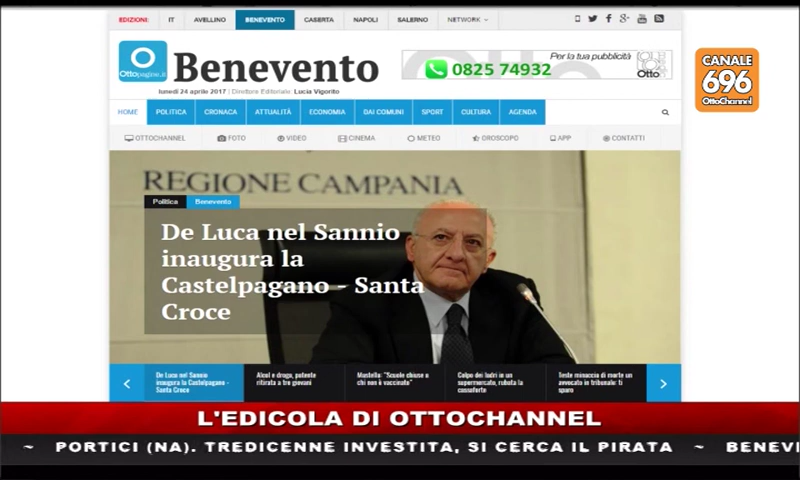 EDIZIONI: IT AVELLINO BENEVENTO CASERTA NAPOLI SALERNO NETWORK
Ottopagine.it
Benevento
Per la tua pubblicità
0825 74932
Otto
CANALE
696
OttoChannel
lunedì 24 aprile 2017 | Direttore Editoriale: Lucia Vigorito
HOME POLITICA CRONACA ATTUALITÀ ECONOMIA DAI COMUNI SPORT CULTURA AGENDA
OTTOCHANNEL FOTO VIDEO CINEMA METEO OROSCOPO APP CONTATTI
REGIONE CAMPANIA
Politica Benevento
De Luca nel Sannio
inaugura la
Castelpagano - Santa
Croce
De Luca nel Sannio
inaugura la Castelpagano -
Santa Croce
Alcol e droga, patente
ritirata a tre giovani
Mastella: "Scuole chiuse a
chi non è vaccinato"
Colpo dei ladri in un
supermercato, rubata la
cassaforte
Teste minaccia di morte un
avvocato in tribunale: ti
sparo
L'EDICOLA DI OTTOCHANNEL
~ PORTICI (NA). TREDICENNE INVESTITA, SI CERCA IL PIRATA ~ BENEVI